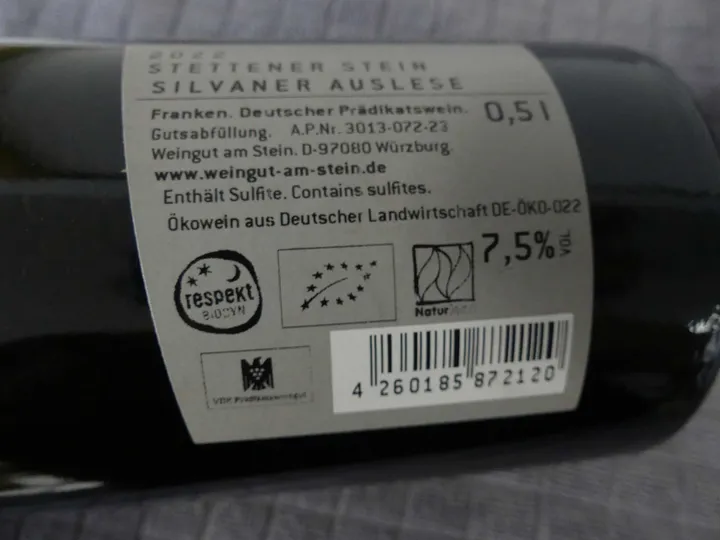 2022
STETTENER STEIN
SILVANER AUSLESE
Franken. Deutscher Prädikatswein.
0,5 l
Gutsabfüllung. A.P.Nr. 3013-072-23
Weingut am Stein. D-97080 Würzburg
www.weingut-am-stein.de
Enthält Sulfite. Contains sulfites.
Ökowein aus Deutscher Landwirtschaft DE-ÖKO-022
7,5% VOL
respekt
BIODYN
Natur
VDP. Prädikatsweingut
4 260185 872120